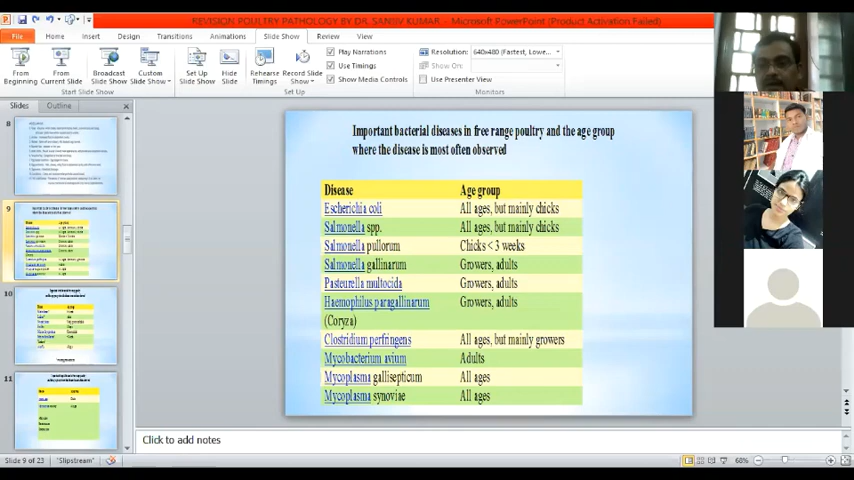 REVISION POULTRY PATHOLOGY BY DR. SANJIV KUMAR - Microsoft PowerPoint (Product Activation Failed)
File Home Insert Design Transitions Animations Slide Show Review View
From Beginning
From Current Slide
Broadcast Slide Show
Custom Slide Show
Start Slide Show
Set Up Slide Show
Hide Slide
Rehearse Timings
Record Slide Show
Play Narrations
Use Timings
Show Media Controls
Set Up
Resolution: 640x480 (Fastest, Lowe...
Show On:
Use Presenter View
Monitors
Slides Outline
8
9
10
11
Important bacterial diseases in free range poultry and the age group
where the disease is most often observed
Disease Age group
Escherichia coli All ages, but mainly chicks
Salmonella spp. All ages, but mainly chicks
Salmonella pullorum Chicks < 3 weeks
Salmonella gallinarum Growers, adults
Pasteurella multocida Growers, adults
Haemophilus paragallinarum Growers, adults
(Coryza)
Clostridium perfringens All ages, but mainly growers
Mycobacterium avium Adults
Mycoplasma gallisepticum All ages
Mycoplasma synoviae All ages
Click to add notes
Slide 9 of 23 "Slipstream" 68%